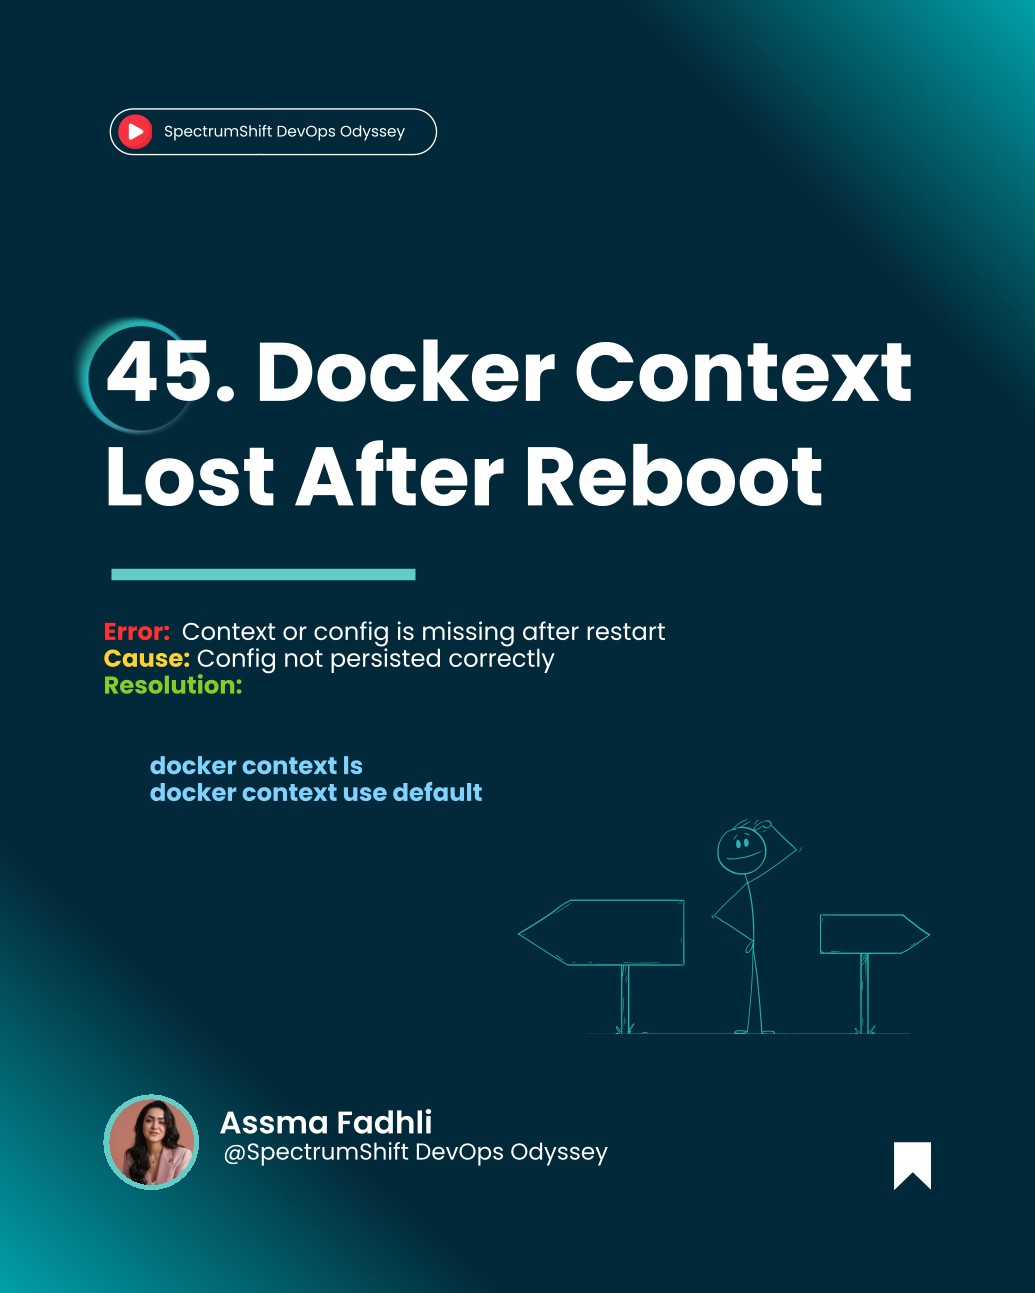 SpectrumShift DevOps Odyssey
45. Docker Context
Lost After Reboot
Error: Context or config is missing after restart
Cause: Config not persisted correctly
Resolution:
docker context ls
docker context use default
Assma Fadhli
@SpectrumShift DevOps Odyssey